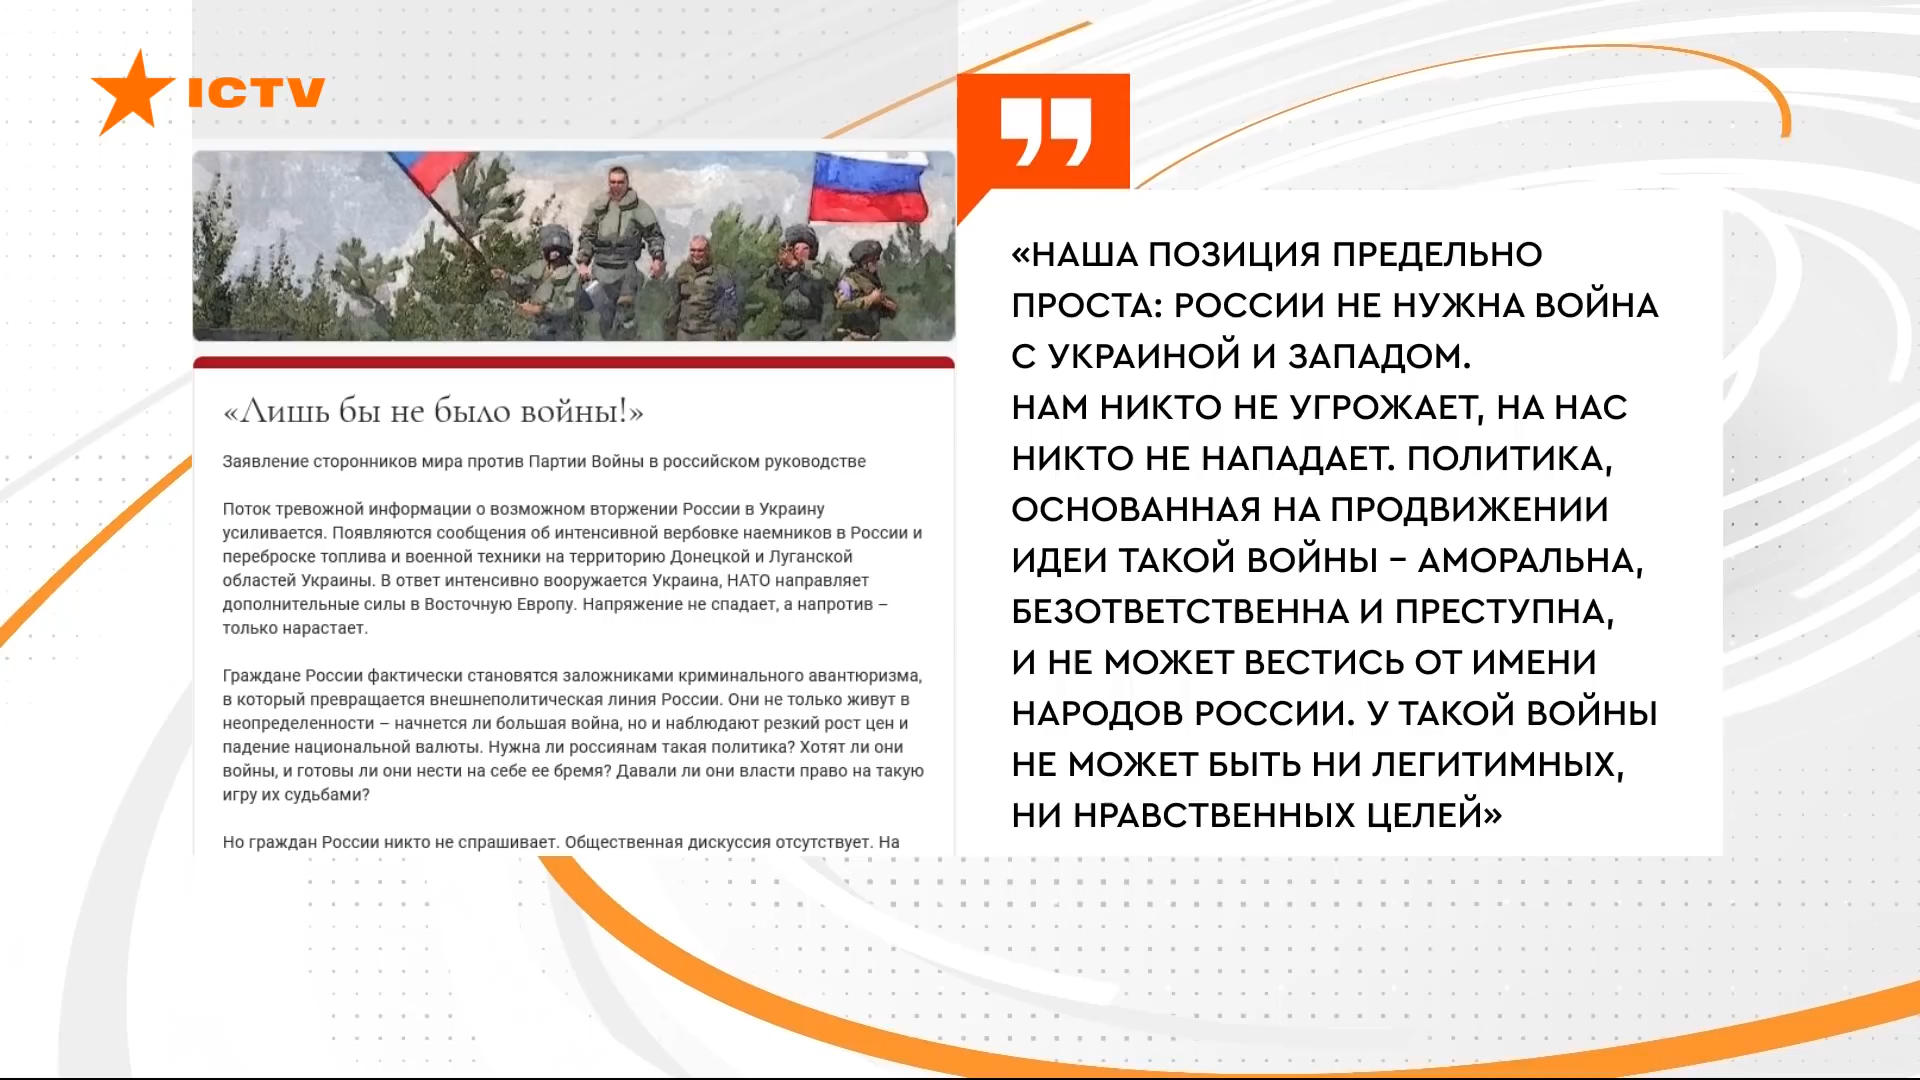 ICTV
«Лишь бы не было войны!»
Заявление сторонников мира против Партии Войны в российском руководстве
Поток тревожной информации о возможном вторжении России в Украину
усиливается. Появляются сообщения об интенсивной вербовке наемников в России и
переброске топлива и военной техники на территорию Донецкой и Луганской
областей Украины. В ответ интенсивно вооружается Украина, НАТО направляет
дополнительные силы в Восточную Европу. Напряжение не спадает, а напротив –
только нарастает.
Граждане России фактически становятся заложниками криминального авантюризма,
в который превращается внешнеполитическая линия России. Они не только живут в
неопределенности – начнется ли большая война, но и наблюдают резкий рост цен и
падение национальной валюты. Нужна ли россиянам такая политика? Хотят ли они
войны, и готовы ли они нести на себе ее бремя? Давали ли они власти право на такую
игру их судьбами?
Но граждан России никто не спрашивает. Общественная дискуссия отсутствует. На
«НАША ПОЗИЦИЯ ПРЕДЕЛЬНО
ПРОСТА: РОССИИ НЕ НУЖНА ВОЙНА
С УКРАИНОЙ И ЗАПАДОМ.
НАМ НИКТО НЕ УГРОЖАЕТ, НА НАС
НИКТО НЕ НАПАДАЕТ. ПОЛИТИКА,
ОСНОВАННАЯ НА ПРОДВИЖЕНИИ
ИДЕИ ТАКОЙ ВОЙНЫ – АМОРАЛЬНА,
БЕЗОТВЕТСТВЕННА И ПРЕСТУПНА,
И НЕ МОЖЕТ ВЕСТИСЬ ОТ ИМЕНИ
НАРОДОВ РОССИИ. У ТАКОЙ ВОЙНЫ
НЕ МОЖЕТ БЫТЬ НИ ЛЕГИТИМНЫХ,
НИ НРАВСТВЕННЫХ ЦЕЛЕЙ»